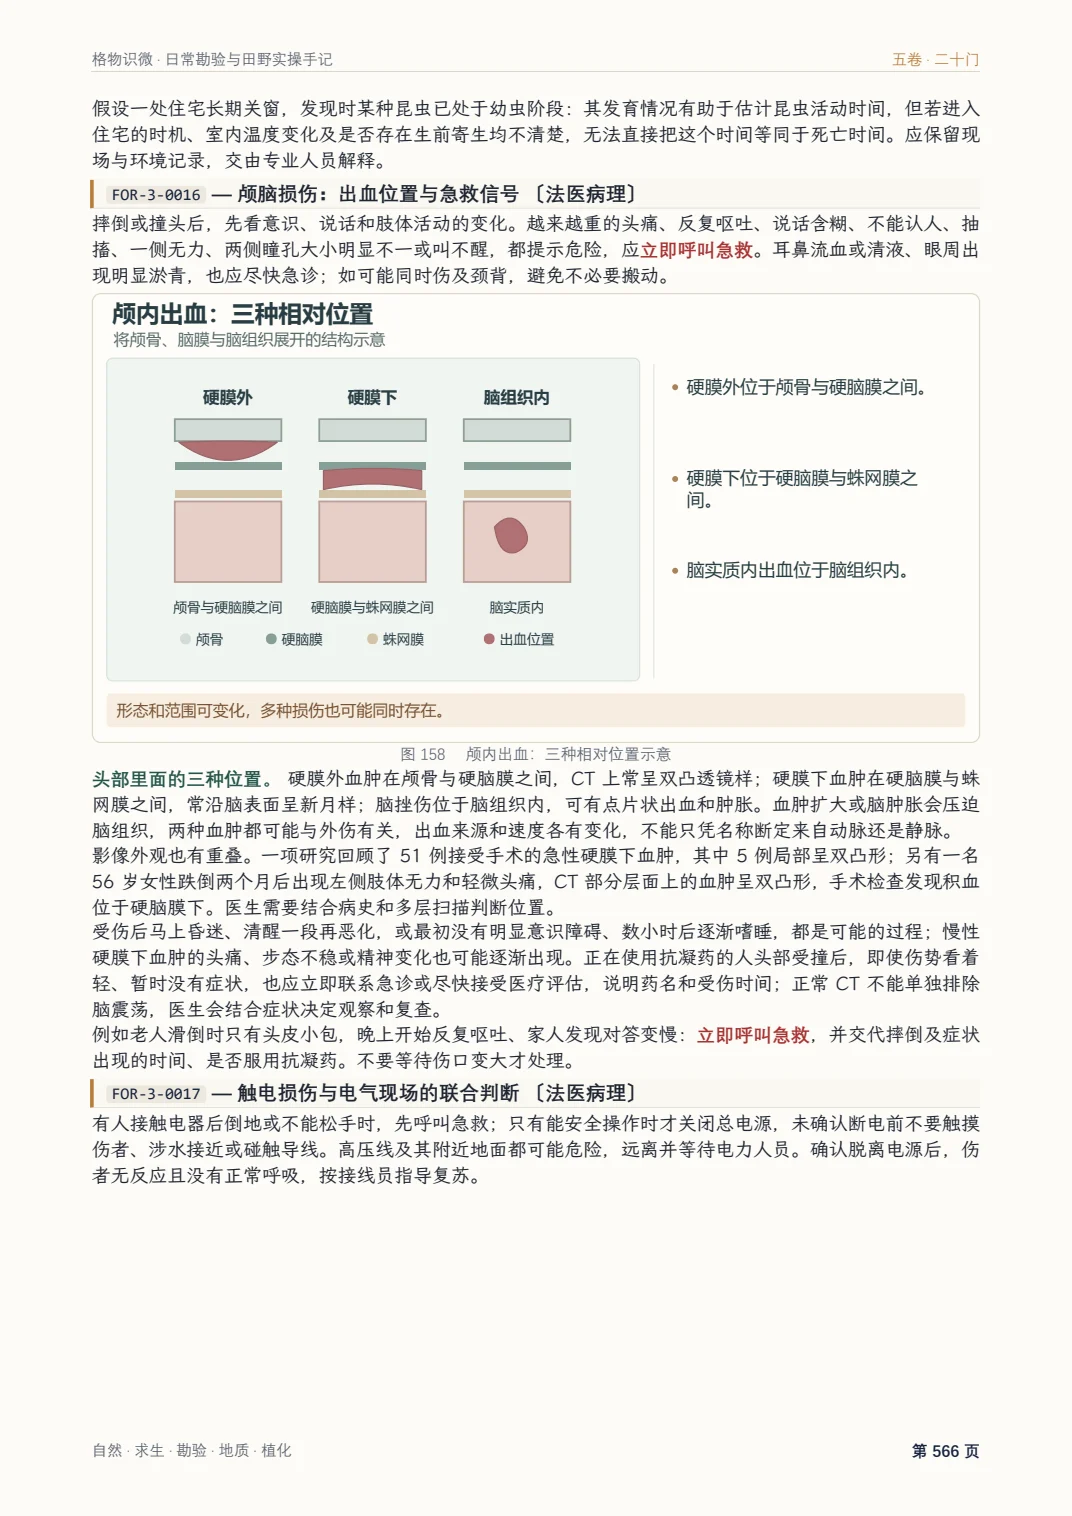 格物识微 · 日常勘验与田野实操手记
五卷 · 二十门
假设一处住宅长期关窗，发现时某种昆虫已处于幼虫阶段：其发育情况有助于估计昆虫活动时间，但若进入
住宅的时机、室内温度变化及是否存在生前寄生均不清楚，无法直接把这个时间等同于死亡时间。应保留现
场与环境记录，交由专业人员解释。
FOR-3-0016 — 颅脑损伤：出血位置与急救信号 〔法医病理〕
摔倒或撞头后，先看意识、说话和肢体活动的变化。越来越重的头痛、反复呕吐、说话含糊、不能认人、抽
搐、一侧无力、两侧瞳孔大小明显不一或叫不醒，都提示危险，应立即呼叫急救。耳鼻流血或清液、眼周出
现明显淤青，也应尽快急诊；如可能同时伤及颈背，避免不必要搬动。
颅内出血：三种相对位置
将颅骨、脑膜与脑组织展开的结构示意
硬膜外 硬膜下 脑组织内
颅骨与硬脑膜之间 硬脑膜与蛛网膜之间 脑实质内
颅骨 硬脑膜 蛛网膜 出血位置
• 硬膜外位于颅骨与硬脑膜之间。
• 硬膜下位于硬脑膜与蛛网膜之
间。
• 脑实质内出血位于脑组织内。
形态和范围可变化，多种损伤也可能同时存在。
图 158 颅内出血：三种相对位置示意
头部里面的三种位置。 硬膜外血肿在颅骨与硬脑膜之间，CT 上常呈双凸透镜样；硬膜下血肿在硬脑膜与蛛
网膜之间，常沿脑表面呈新月样；脑挫伤位于脑组织内，可有点片状出血和肿胀。血肿扩大或脑肿胀会压迫
脑组织，两种血肿都可能与外伤有关，出血来源和速度各有变化，不能只凭名称断定来自动脉还是静脉。
影像外观也有重叠。一项研究回顾了 51 例接受手术的急性硬膜下血肿，其中 5 例局部呈双凸形；另有一名
56 岁女性跌倒两个月后出现左侧肢体无力和轻微头痛，CT 部分层面上的血肿呈双凸形，手术检查发现积血
位于硬脑膜下。医生需要结合病史和多层扫描判断位置。
受伤后马上昏迷、清醒一段再恶化，或最初没有明显意识障碍、数小时后逐渐嗜睡，都是可能的过程；慢性
硬膜下血肿的头痛、步态不稳或精神变化也可能逐渐出现。正在使用抗凝药的人头部受撞后，即使伤势看着
轻、暂时没有症状，也应立即联系急诊或尽快接受医疗评估，说明药名和受伤时间；正常 CT 不能单独排除
脑震荡，医生会结合症状决定观察和复查。
例如老人滑倒时只有头皮小包，晚上开始反复呕吐、家人发现对答变慢：立即呼叫急救，并交代摔倒及症状
出现的时间、是否服用抗凝药。不要等待伤口变大才处理。
FOR-3-0017 — 触电损伤与电气现场的联合判断 〔法医病理〕
有人接触电器后倒地或不能松手时，先呼叫急救；只有能安全操作时才关闭总电源，未确认断电前不要触摸
伤者、涉水接近或碰触导线。高压线及其附近地面都可能危险，远离并等待电力人员。确认脱离电源后，伤
者无反应且没有正常呼吸，按接线员指导复苏。
自然 · 求生 · 勘验 · 地质 · 植化
第 566 页